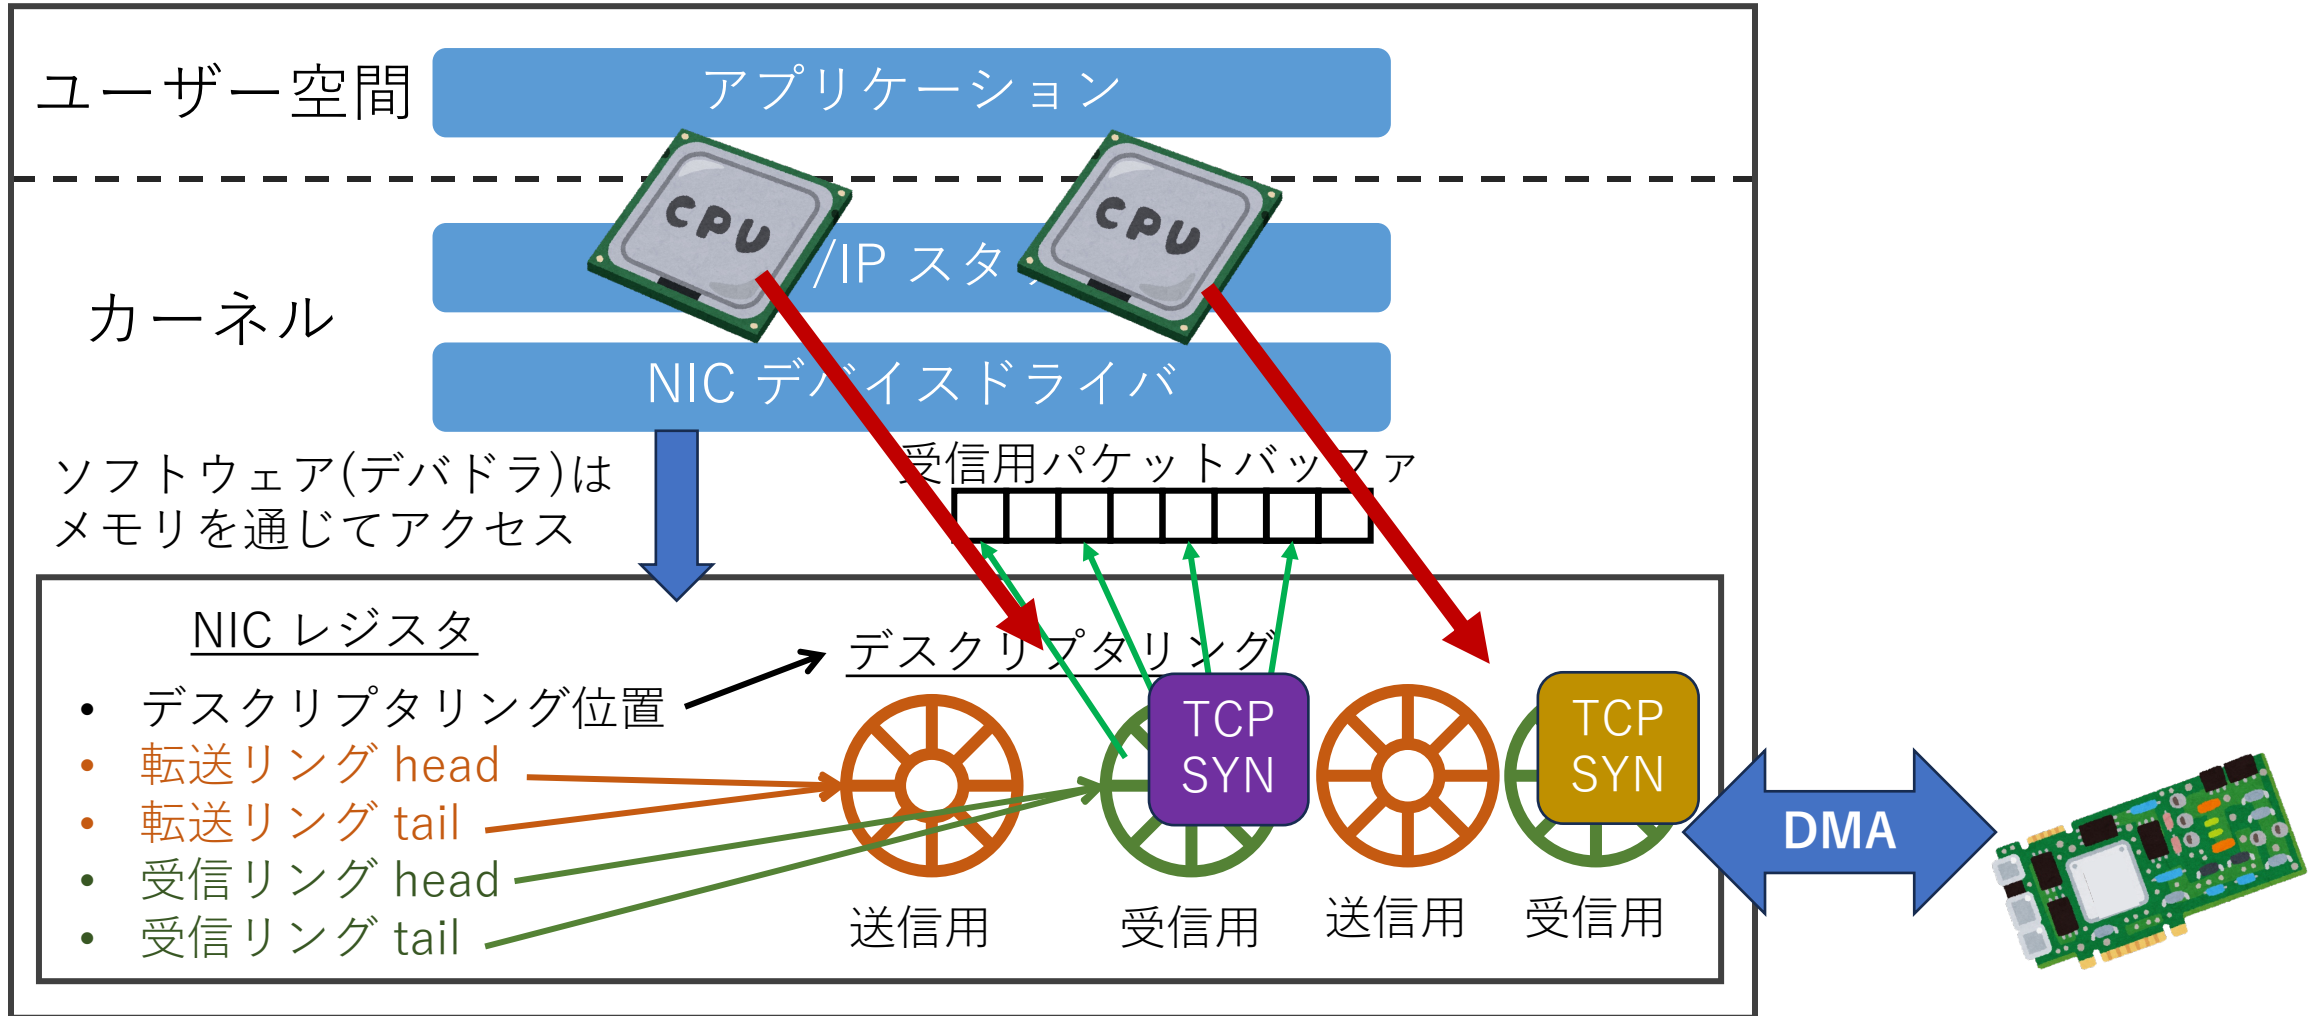 ユーザー空間
アプリケーション
CPU
CPU
カーネル
/IP スタ
NIC デバイスドライバ
ソフトウェア(デバドラ)は
メモリを通じてアクセス
受信用パケットバッファ
NIC レジスタ
• デスクリプタリング位置
• 転送リング head
• 転送リング tail
• 受信リング head
• 受信リング tail
デスクリプタリング
TCP
SYN
TCP
SYN
送信用
受信用
送信用
受信用
DMA